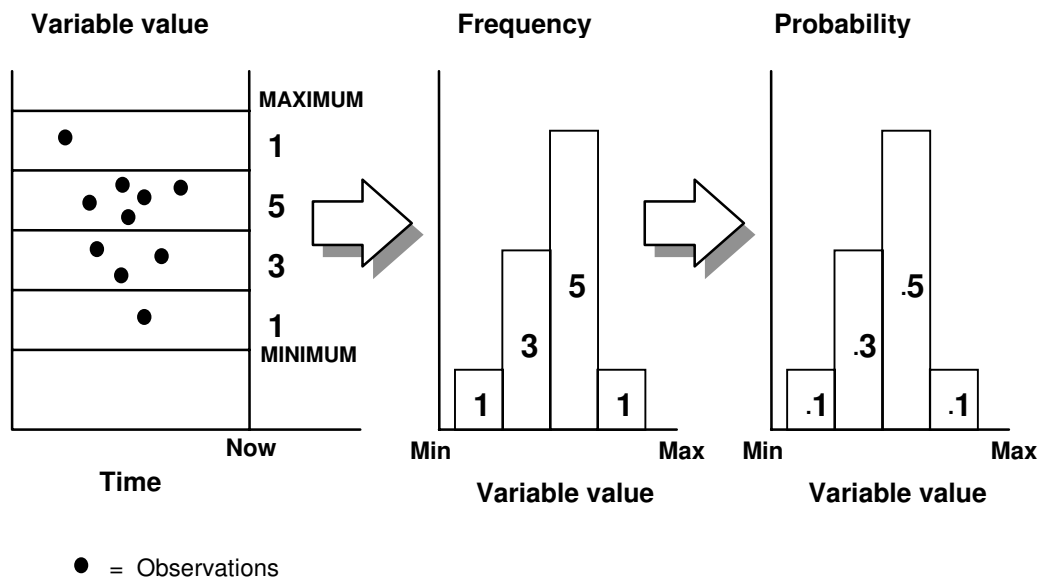 Variable value
Frequency
Probability
MAXIMUM
1
5
3
1
MINIMUM
Now
Time
5
3
1
1
Min
Max
Variable value
.5
.3
.1
.1
Min
Max
Variable value
= Observations